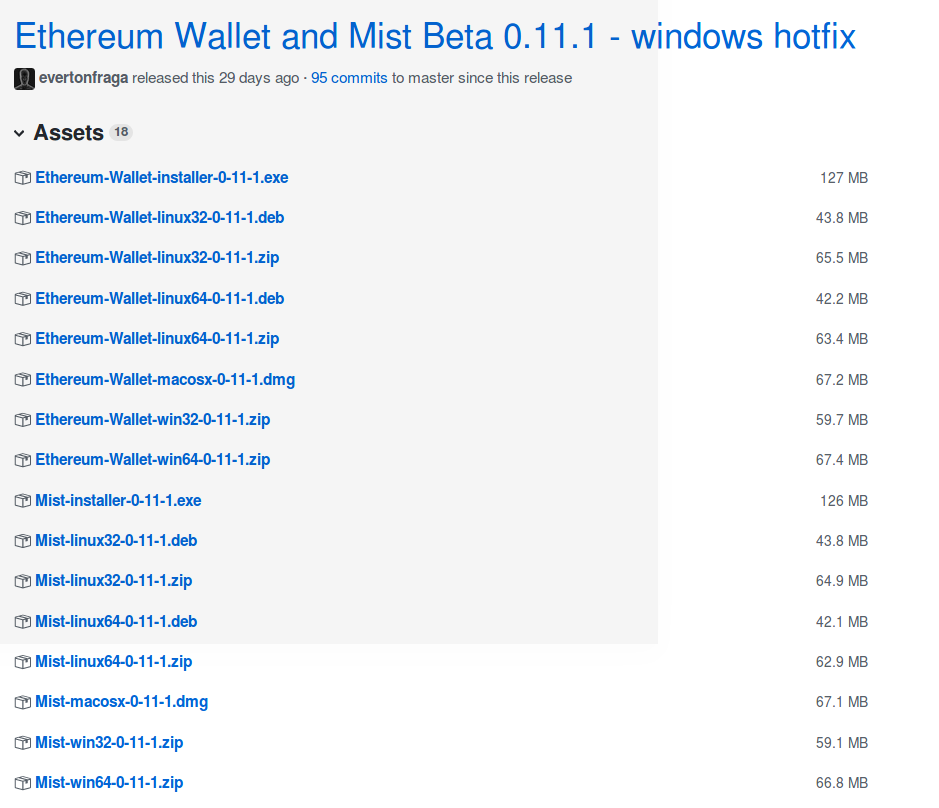 Ethereum Wallet and Mist Beta 0.11.1 - windows hotfix
evertonfraga released this 29 days ago · 95 commits to master since this release
Assets 18
Ethereum-Wallet-installer-0-11-1.exe 127 MB
Ethereum-Wallet-linux32-0-11-1.deb 43.8 MB
Ethereum-Wallet-linux32-0-11-1.zip 65.5 MB
Ethereum-Wallet-linux64-0-11-1.deb 42.2 MB
Ethereum-Wallet-linux64-0-11-1.zip 63.4 MB
Ethereum-Wallet-macosx-0-11-1.dmg 67.2 MB
Ethereum-Wallet-win32-0-11-1.zip 59.7 MB
Ethereum-Wallet-win64-0-11-1.zip 67.4 MB
Mist-installer-0-11-1.exe 126 MB
Mist-linux32-0-11-1.deb 43.8 MB
Mist-linux32-0-11-1.zip 64.9 MB
Mist-linux64-0-11-1.deb 42.1 MB
Mist-linux64-0-11-1.zip 62.9 MB
Mist-macosx-0-11-1.dmg 67.1 MB
Mist-win32-0-11-1.zip 59.1 MB
Mist-win64-0-11-1.zip 66.8 MB